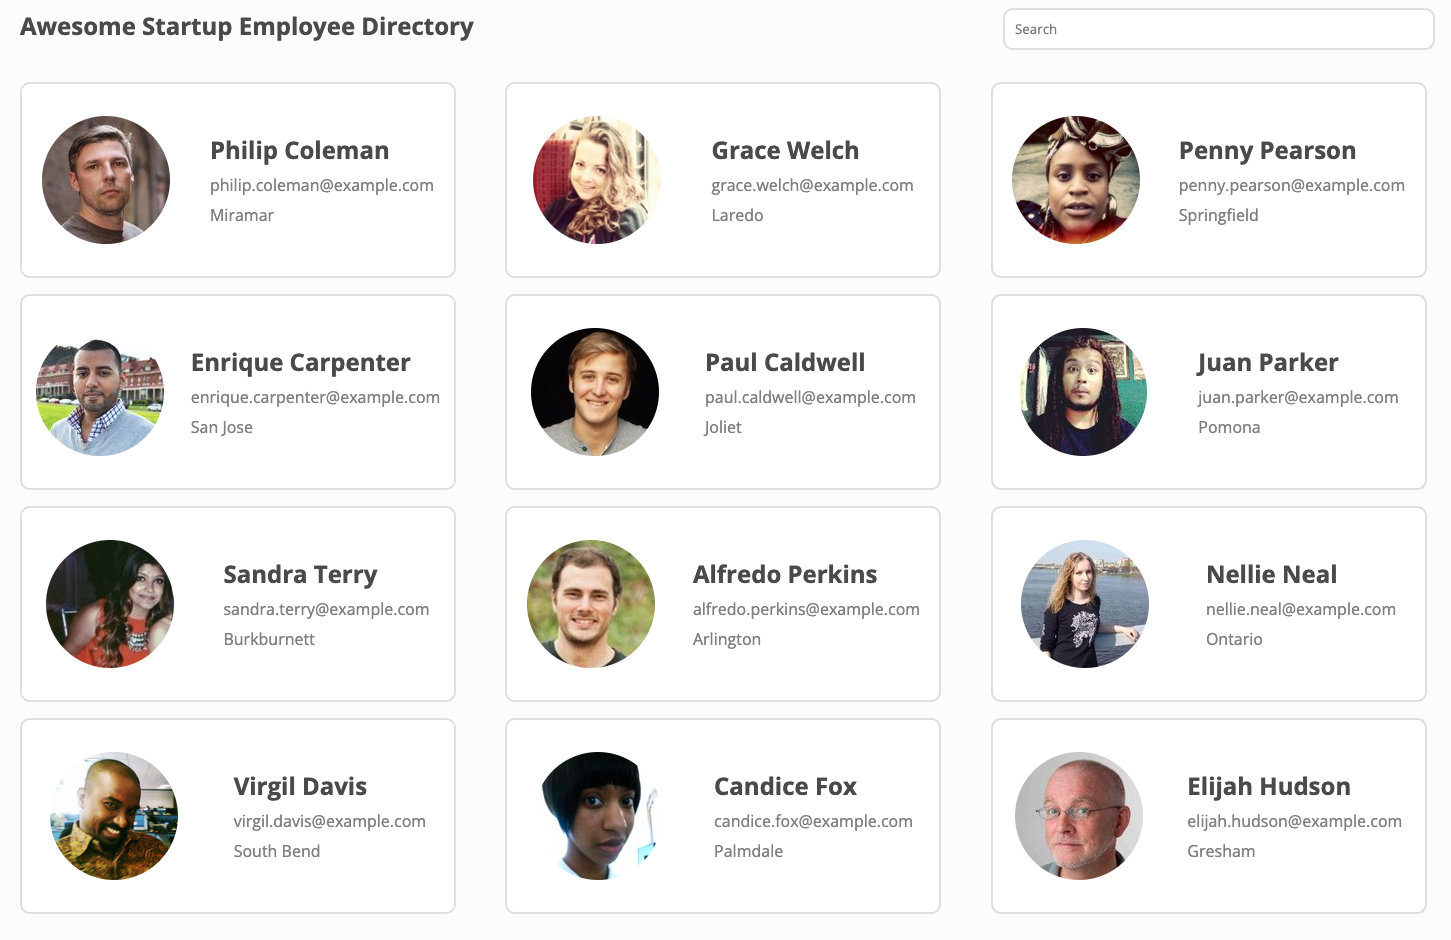 Awesome Startup Employee Directory
Search
Philip Coleman
philip.coleman@example.com
Miramar
Grace Welch
grace.welch@example.com
Laredo
Penny Pearson
penny.pearson@example.com
Springfield
Enrique Carpenter
enrique.carpenter@example.com
San Jose
Paul Caldwell
paul.caldwell@example.com
Joliet
Juan Parker
juan.parker@example.com
Pomona
Sandra Terry
sandra.terry@example.com
Burkburnett
Alfredo Perkins
alfredo.perkins@example.com
Arlington
Nellie Neal
nellie.neal@example.com
Ontario
Virgil Davis
virgil.davis@example.com
South Bend
Candice Fox
candice.fox@example.com
Palmdale
Elijah Hudson
elijah.hudson@example.com
Gresham